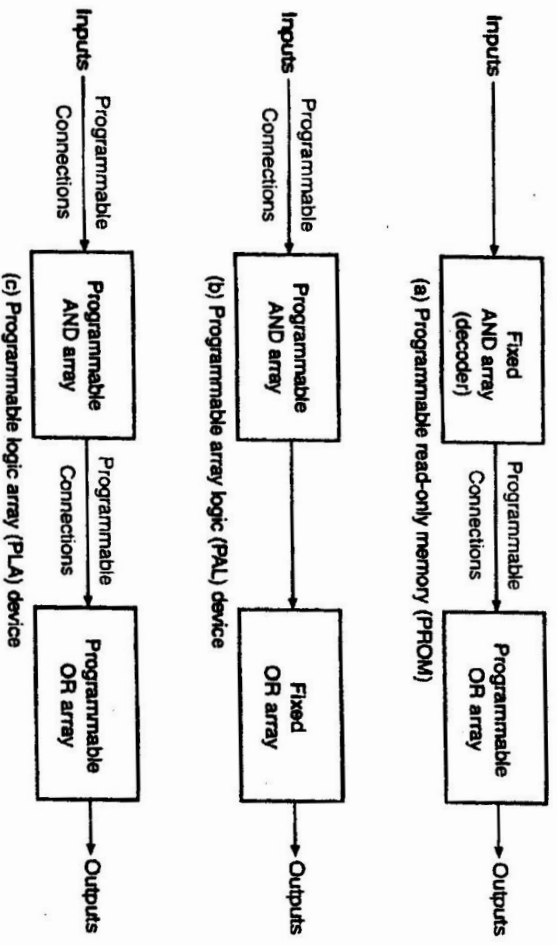 Inputs
Fixed
AND array
(decoder)
Programmable
Connections
Programmable
OR array
Outputs
(a) Programmable read-only memory (PROM)
Inputs
Programmable
Connections
Programmable
AND array
Fixed
OR array
Outputs
(b) Programmable array logic (PAL) device
Inputs
Programmable
Connections
Programmable
AND array
Programmable
Connections
Programmable
OR array
Outputs
(c) Programmable logic array (PLA) device